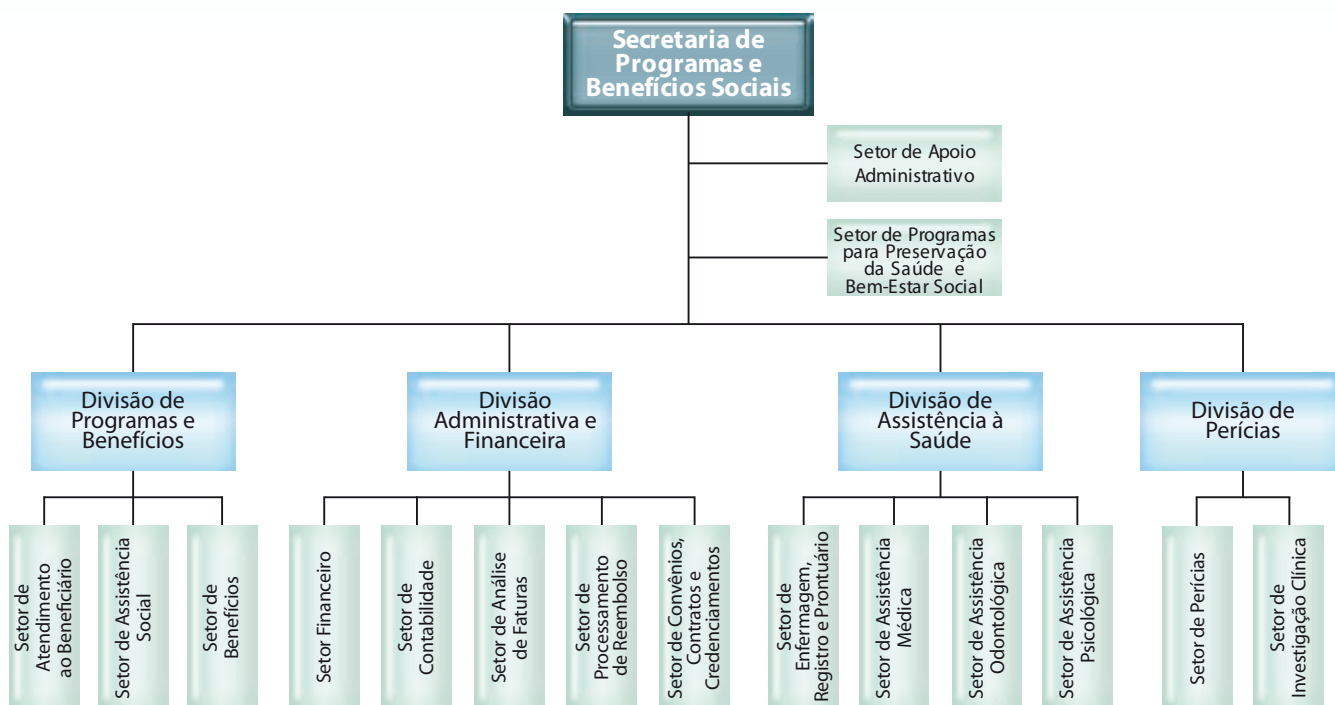 Secretaria de
Programas e
Benefícios Sociais
Setor de Apoio
Administrativo
Setor de Programas
para Preservação
da Saúde e
Bem-Estar Social
Divisão de
Programas e
Benefícios
Divisão
Administrativa e
Financeira
Divisão de
Assistência à
Saúde
Divisão de
Perícias
Setor de
Atendimento
ao Beneficiário
Setor de Assistência
Social
Setor de
Benefícios
Setor Financeiro
Setor de
Contabilidade
Setor de Análise
de Faturas
Setor de
Processamento
de Reembolso
Setor de Convênios,
Contratos e
Credenciamentos
Setor de
Enfermagem,
Registro e Prontuário
Setor de Assistência
Médica
Setor de Assistência
Odontológica
Setor de Assistência
Psicológica
Setor de Perícias
Setor de
Investigação Clínica